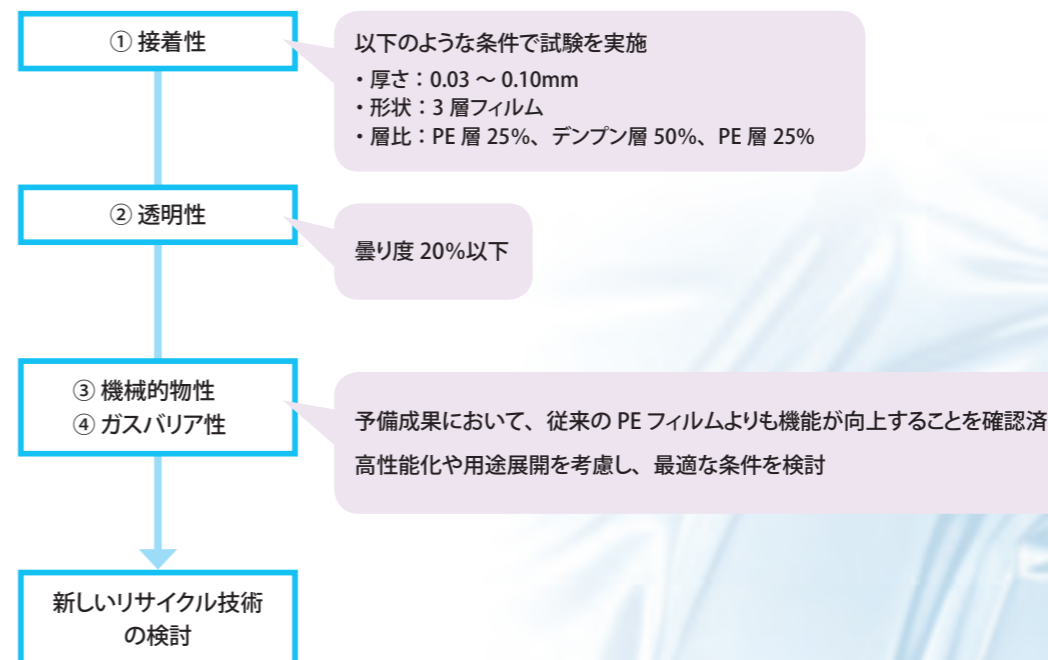 ① 接着性
以下のような条件で試験を実施
・厚さ：0.03 ～ 0.10mm
・形状：3 層フィルム
・層比：PE 層 25%、デンプン層 50%、PE 層 25%
② 透明性
曇り度 20%以下
③ 機械的物性
④ ガスバリア性
予備成果において、従来の PE フィルムよりも機能が向上することを確認済
高性能化や用途展開を考慮し、最適な条件を検討
新しいリサイクル技術
の検討